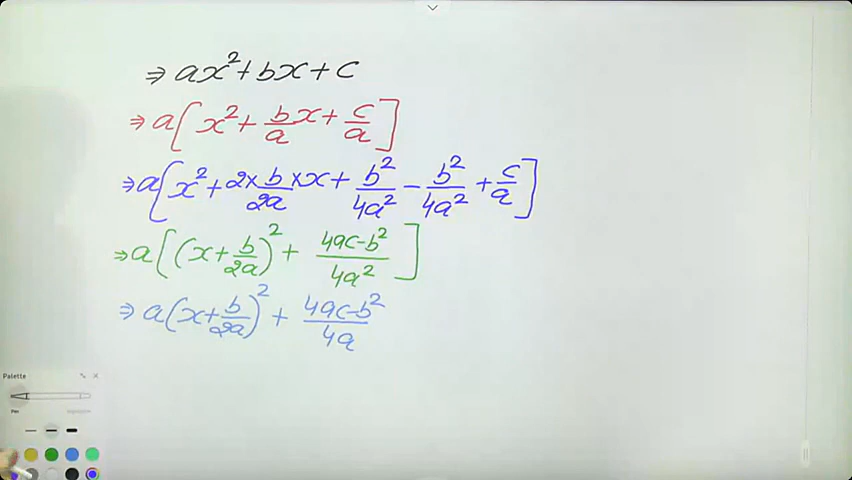 ⇒ ax² + bx + c
⇒ a[x² + b/a x + c/a]
⇒ a[x² + 2 × b/2a × x + b²/4a² − b²/4a² + c/a]
⇒ a[(x + b/2a)² + 4ac-b²/4a²]
⇒ a(x + b/2a)² + 4ac-b²/4a
Palette
Pen